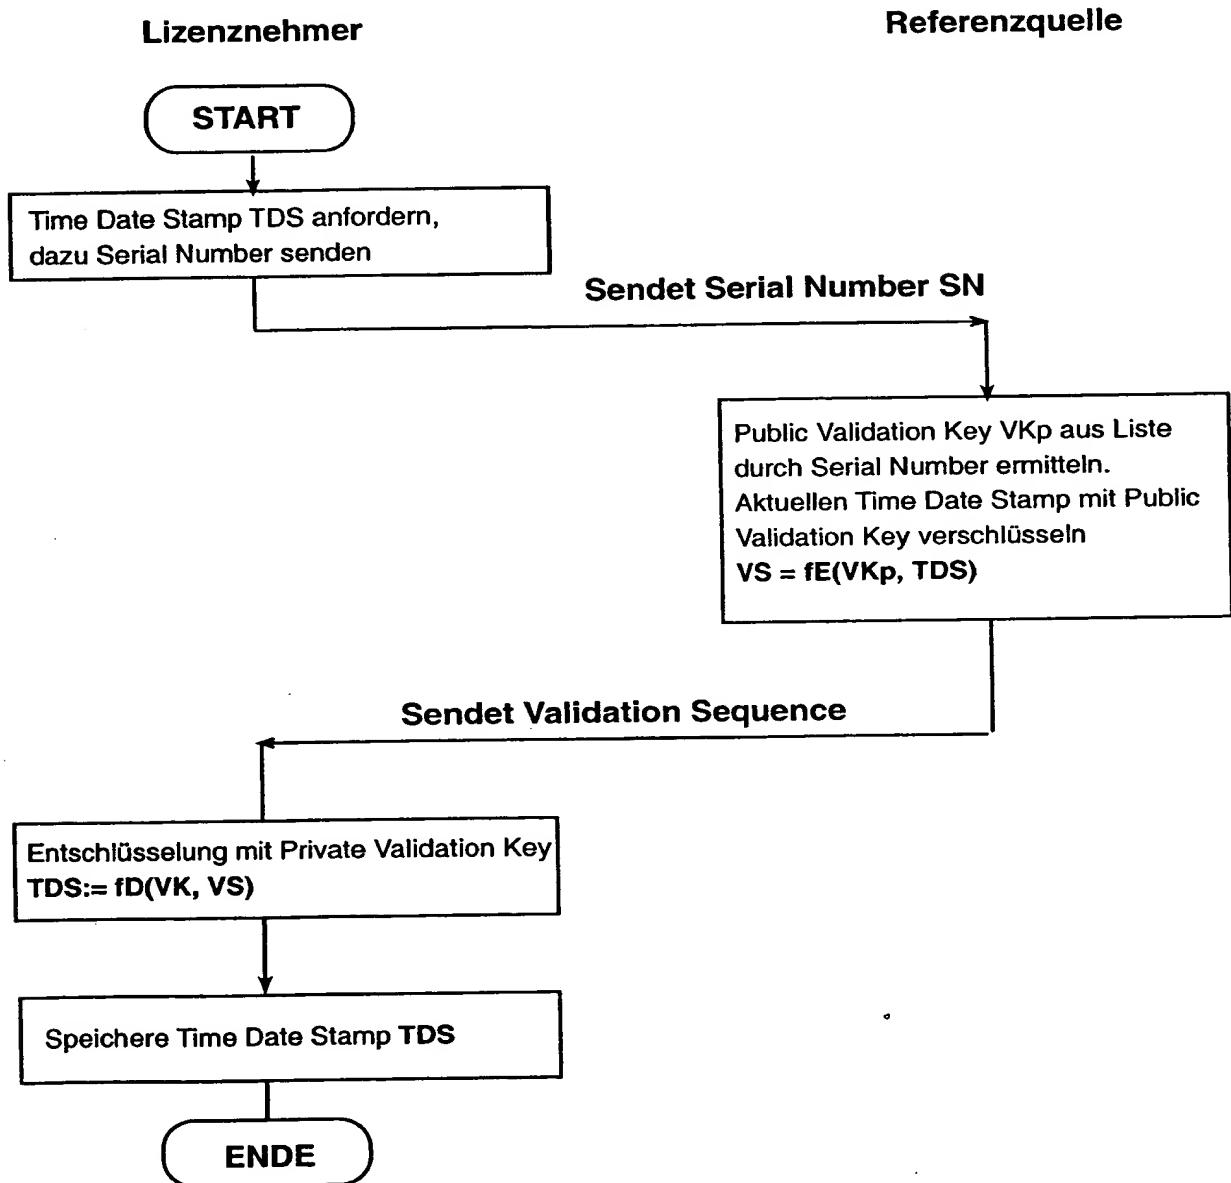 Lizenznehmer
Referenzquelle
START
Time Date Stamp TDS anfordern,
dazu Serial Number senden
Sendet Serial Number SN
Public Validation Key VKp aus Liste
durch Serial Number ermitteln.
Aktuellen Time Date Stamp mit Public
Validation Key verschlüsseln
VS = fE(VKp, TDS)
Sendet Validation Sequence
Entschlüsselung mit Private Validation Key
TDS:= fD(VK, VS)
Speichere Time Date Stamp TDS
ENDE